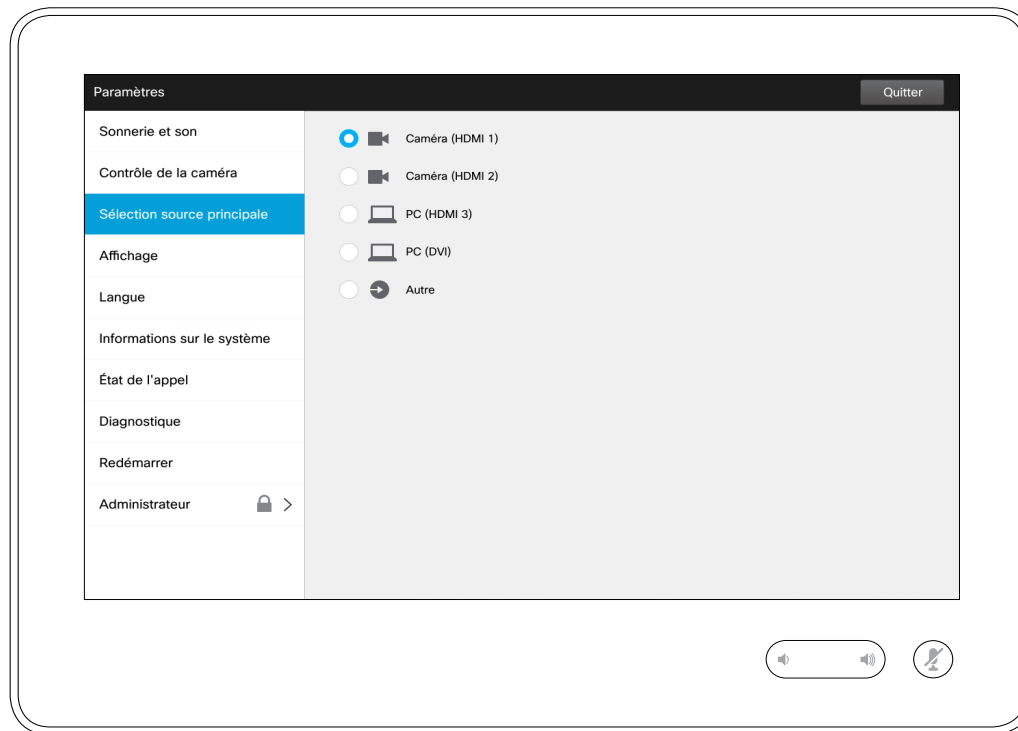 Paramètres
Quitter
Sonnerie et son
Contrôle de la caméra
Sélection source principale
Affichage
Langue
Informations sur le système
État de l'appel
Diagnostique
Redémarrer
Administrateur
Caméra (HDMI 1)
Caméra (HDMI 2)
PC (HDMI 3)
PC (DVI)
Autre